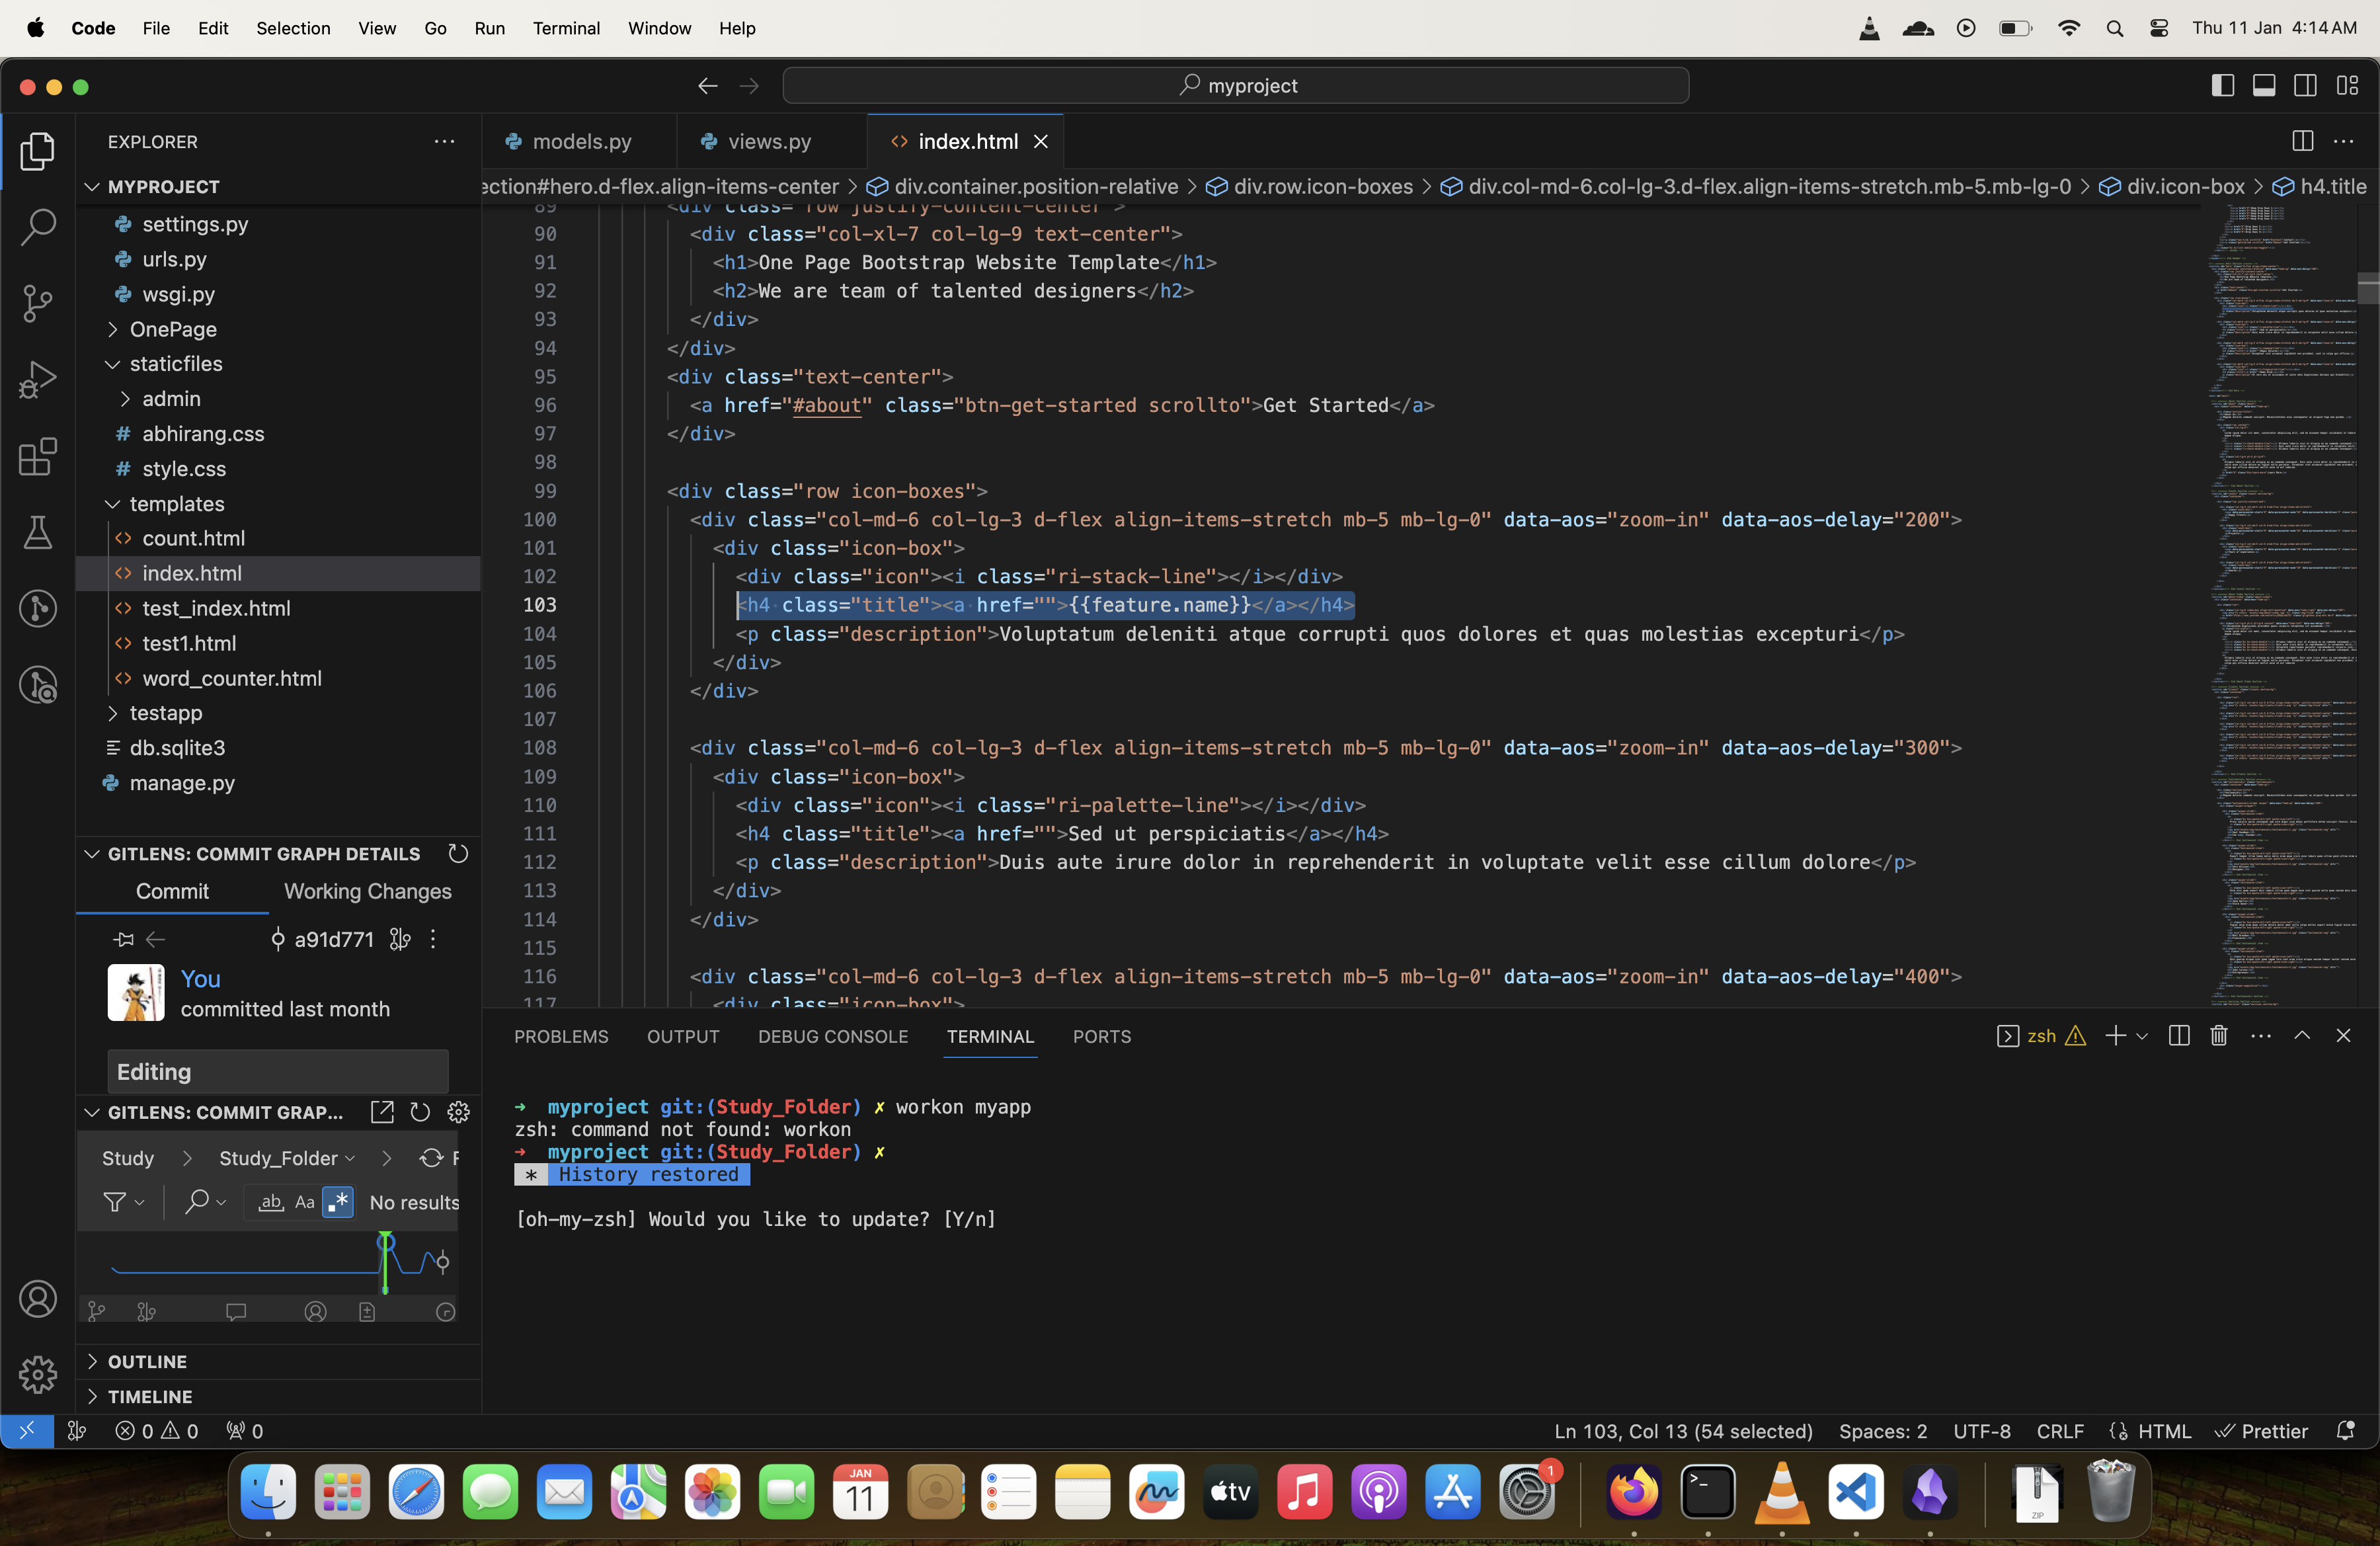 Code File Edit Selection View Go Run Terminal Window Help Thu 11 Jan 4:14 AM
myproject
EXPLORER
models.py views.py index.html
MYPROJECT
ection#hero.d-flex.align-items-center > div.container.position-relative > div.row.icon-boxes > div.col-md-6.col-lg-3.d-flex.align-items-stretch.mb-5.mb-lg-0 > div.icon-box > h4.title
settings.py
urls.py
wsgi.py
OnePage
staticfiles
admin
abhirang.css
style.css
templates
count.html
index.html
test_index.html
test1.html
word_counter.html
testapp
db.sqlite3
manage.py
89 <div class="row justify-content-center">
90 <div class="col-xl-7 col-lg-9 text-center">
91 <h1>One Page Bootstrap Website Template</h1>
92 <h2>We are team of talented designers</h2>
93 </div>
94 </div>
95 <div class="text-center">
96 <a href="#about" class="btn-get-started scrollto">Get Started</a>
97 </div>
98
99 <div class="row icon-boxes">
100 <div class="col-md-6 col-lg-3 d-flex align-items-stretch mb-5 mb-lg-0" data-aos="zoom-in" data-aos-delay="200">
101 <div class="icon-box">
102 <div class="icon"><i class="ri-stack-line"></i></div>
103 <h4 class="title"><a href="">{{feature.name}}</a></h4>
104 <p class="description">Voluptatum deleniti atque corrupti quos dolores et quas molestias excepturi</p>
105 </div>
106 </div>
107
108 <div class="col-md-6 col-lg-3 d-flex align-items-stretch mb-5 mb-lg-0" data-aos="zoom-in" data-aos-delay="300">
109 <div class="icon-box">
110 <div class="icon"><i class="ri-palette-line"></i></div>
111 <h4 class="title"><a href="">Sed ut perspiciatis</a></h4>
112 <p class="description">Duis aute irure dolor in reprehenderit in voluptate velit esse cillum dolore</p>
113 </div>
114 </div>
115
116 <div class="col-md-6 col-lg-3 d-flex align-items-stretch mb-5 mb-lg-0" data-aos="zoom-in" data-aos-delay="400">
117 <div class="icon-box">
GITLENS: COMMIT GRAPH DETAILS
Commit Working Changes
a91d771
You
committed last month
Editing
GITLENS: COMMIT GRAP...
Study > Study_Folder > F
ab Aa .* No results
OUTLINE
TIMELINE
PROBLEMS OUTPUT DEBUG CONSOLE TERMINAL PORTS
zsh
➜ myproject git:(Study_Folder) ✗ workon myapp
zsh: command not found: workon
➜ myproject git:(Study_Folder) ✗
* History restored
[oh-my-zsh] Would you like to update? [Y/n]
0 0 0 Ln 103, Col 13 (54 selected) Spaces: 2 UTF-8 CRLF HTML Prettier
JAN
11
tv
1
ZIP